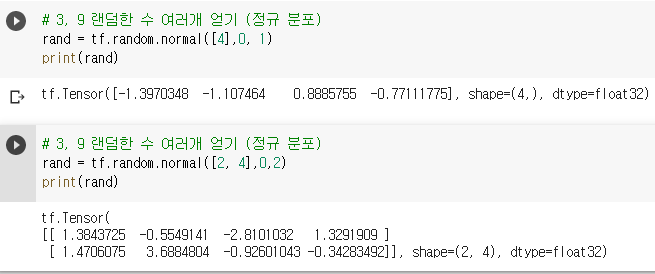 # 3, 9 랜덤한 수 여러개 얻기 (정규 분포)
rand = tf.random.normal([4],0, 1)
print(rand)
tf.Tensor([-1.3970348 -1.107464 0.8885755 -0.77111775], shape=(4,), dtype=float32)
# 3, 9 랜덤한 수 여러개 얻기 (정규 분포)
rand = tf.random.normal([2, 4],0,2)
print(rand)
tf.Tensor(
[[ 1.3843725 -0.5549141 -2.8101032 1.3291909 ]
[ 1.4706075 3.6884804 -0.92601043 -0.34283492]], shape=(2, 4), dtype=float32)